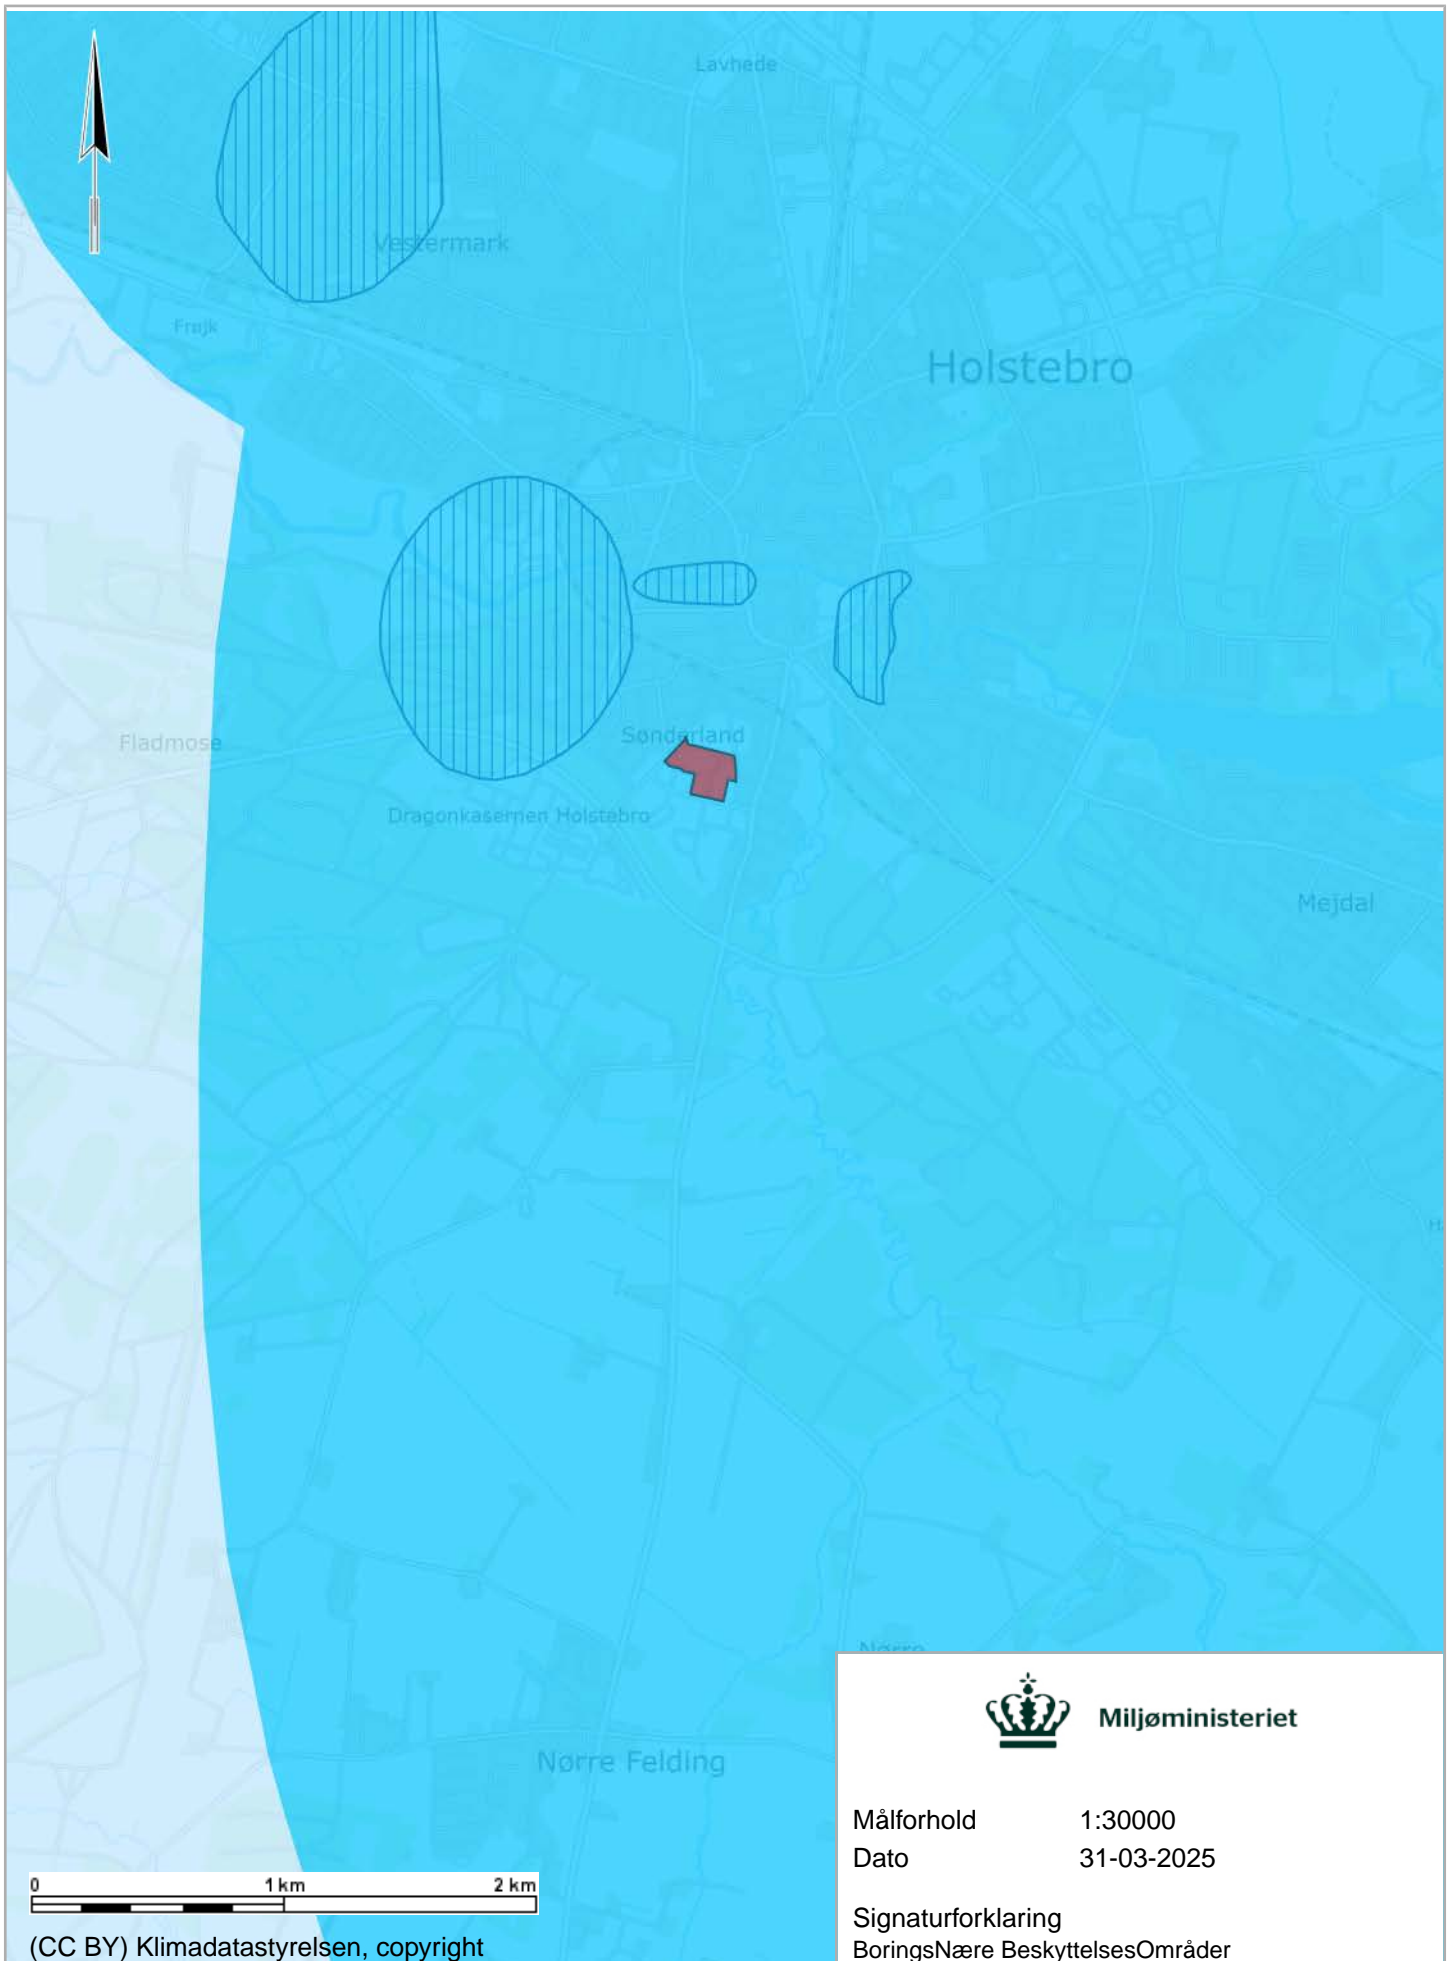 Lavhede
Vestermark
Frøjk
Holstebro
Sønderland
Fladmose
Dragonkasernen Holstebro
Mejdal
H
Nørre
Nørre Felding
Miljøministeriet
Målforhold 1:30000
Dato 31-03-2025
Signaturforklaring
BoringsNære BeskyttelsesOmråder
0 1 km 2 km
(CC BY) Klimadatastyrelsen, copyright